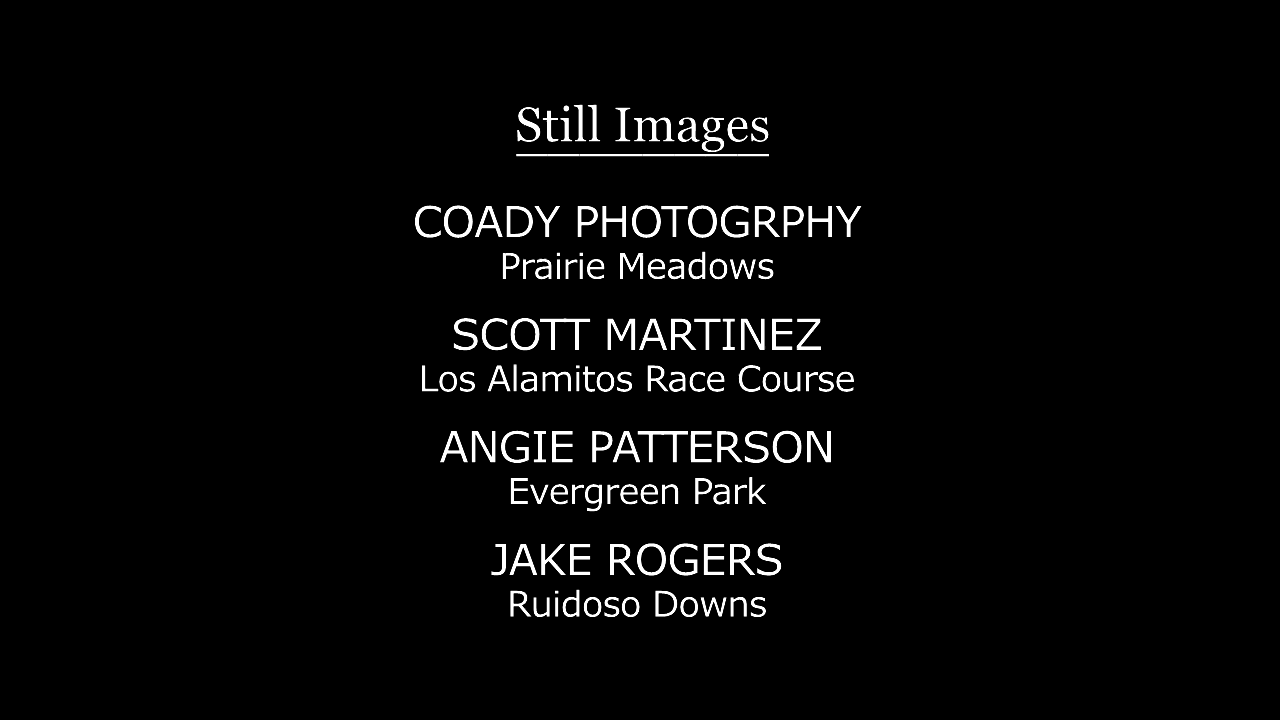 Still Images
COADY PHOTOGRPHY
Prairie Meadows
SCOTT MARTINEZ
Los Alamitos Race Course
ANGIE PATTERSON
Evergreen Park
JAKE ROGERS
Ruidoso Downs